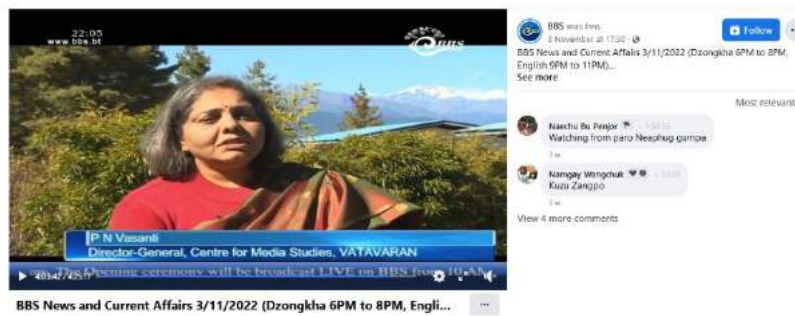 22:05
www.bbs.bt
BBS
P N Vasanti
Director-General, Centre for Media Studies, VATAVARAN
The Opening ceremony will be broadcast LIVE on BBS from 10 AM
BBS News and Current Affairs 3/11/2022 (Dzongkha 6PM to 8PM, Engli...
BBS was live.
3 November at 17:30
Follow
BBS News and Current Affairs 3/11/2022 (Dzongkha 6PM to 8PM,
English 9PM to 11PM)...
See more
Most relevant
Watching from paro Neaphug gumpa
3w
Namgay Wangchuk
Kuzu Zangpo
3w
View 4 more comments